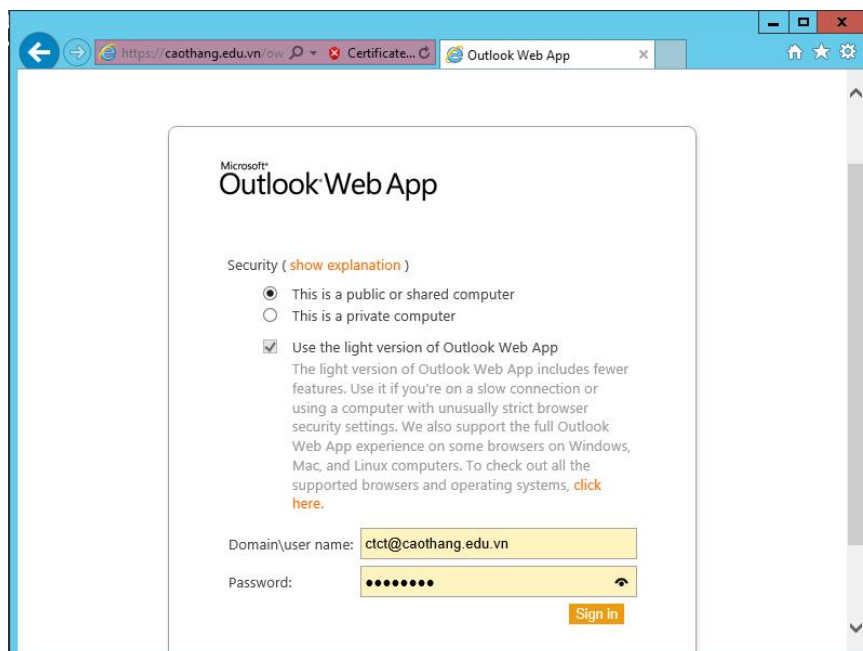 https://caothang.edu.vn/ow
Certificate...
Outlook Web App
Microsoft®
Outlook Web App
Security ( show explanation )
This is a public or shared computer
This is a private computer
Use the light version of Outlook Web App
The light version of Outlook Web App includes fewer
features. Use it if you're on a slow connection or
using a computer with unusually strict browser
security settings. We also support the full Outlook
Web App experience on some browsers on Windows,
Mac, and Linux computers. To check out all the
supported browsers and operating systems, click
here.
Domain\user name: ctct@caothang.edu.vn
Password: ●●●●●●●●
Sign in